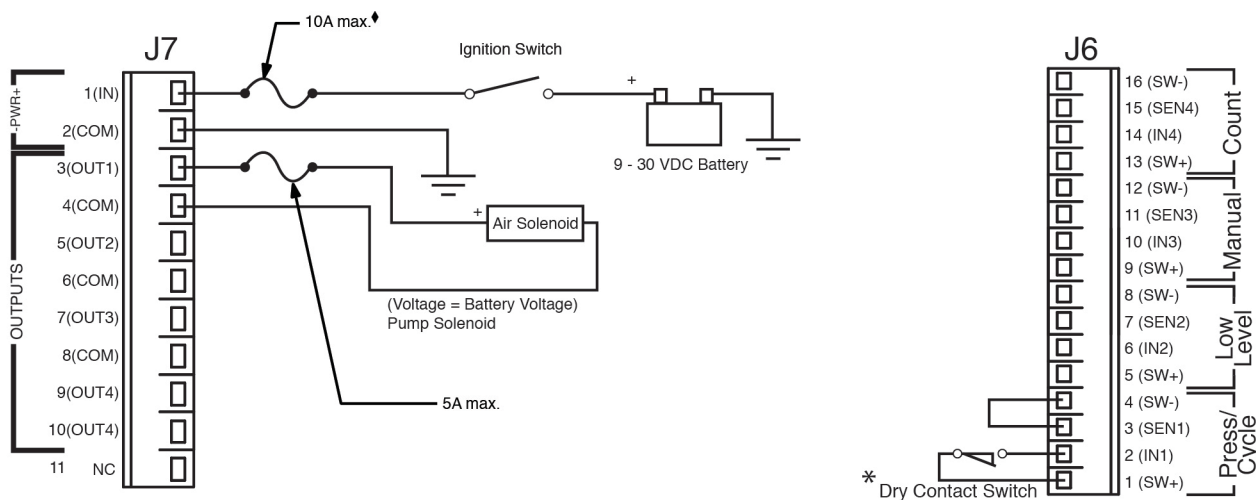 10A max.♦
J7
Ignition Switch
J6
-PWR+
1(IN)
2(COM)
+
9 - 30 VDC Battery
OUTPUTS
3(OUT1)
4(COM)
5(OUT2)
6(COM)
7(OUT3)
8(COM)
9(OUT4)
10(OUT4)
11 NC
+
Air Solenoid
(Voltage = Battery Voltage)
Pump Solenoid
5A max.
16 (SW-)
15 (SEN4)
14 (IN4)
13 (SW+)
Count
12 (SW-)
11 (SEN3)
10 (IN3)
9 (SW+)
Manual
8 (SW-)
7 (SEN2)
6 (IN2)
5 (SW+)
Low
Level
4 (SW-)
3 (SEN1)
2 (IN1)
1 (SW+)
Press/
Cycle
* Dry Contact Switch